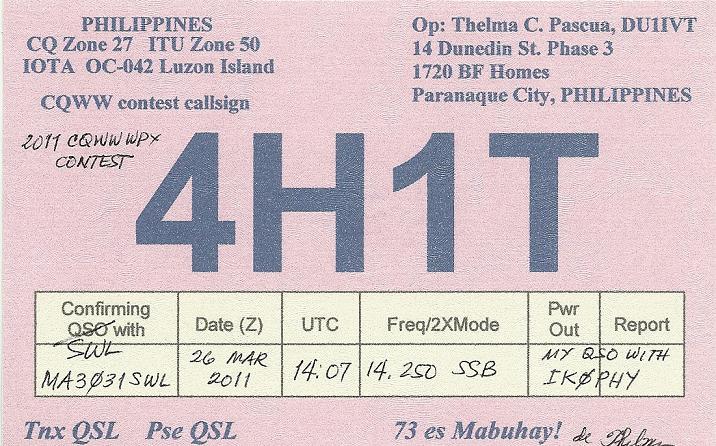 PHILIPPINES
CQ Zone 27 ITU Zone 50
IOTA OC-042 Luzon Island
CQWW contest callsign
Op: Thelma C. Pascua, DU1IVT
14 Dunedin St. Phase 3
1720 BF Homes
Paranaque City, PHILIPPINES
2011 CQWW WPX
CONTEST
4H1T
Confirming QSO with
Date (Z)
UTC
Freq/2XMode
Pwr Out
Report
SWL
MA3Ø31SWL
26 MAR
2011
14:07
14.250 SSB
MY QSO WITH
IKØPHY
Tnx QSL Pse QSL
73 es Mabuhay!
de Thelma